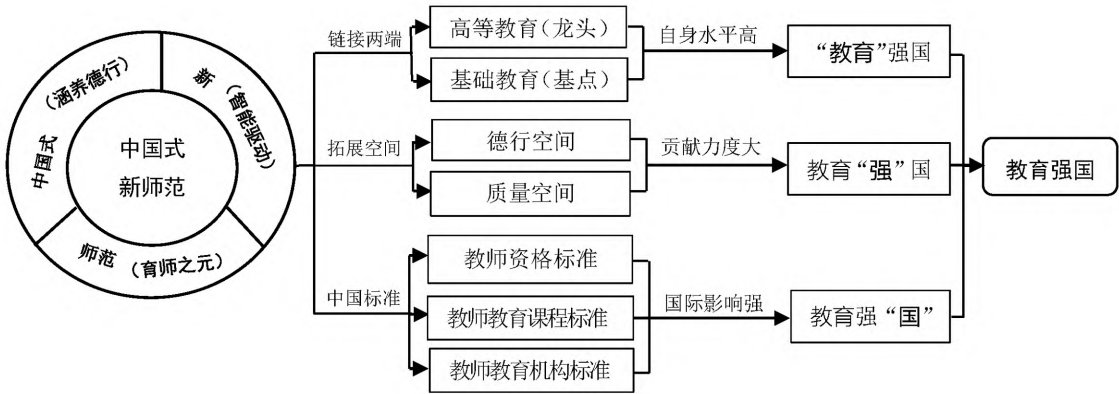 中国式
(涵养德行)
新
(智能驱动)
师范
(育师之元)
中国式
新师范
链接两端
高等教育(龙头)
基础教育(基点)
自身水平高
“教育”强国
拓展空间
德行空间
质量空间
贡献力度大
教育“强”国
中国标准
教师资格标准
教师教育课程标准
教师教育机构标准
国际影响强
教育强“国”
教育强国